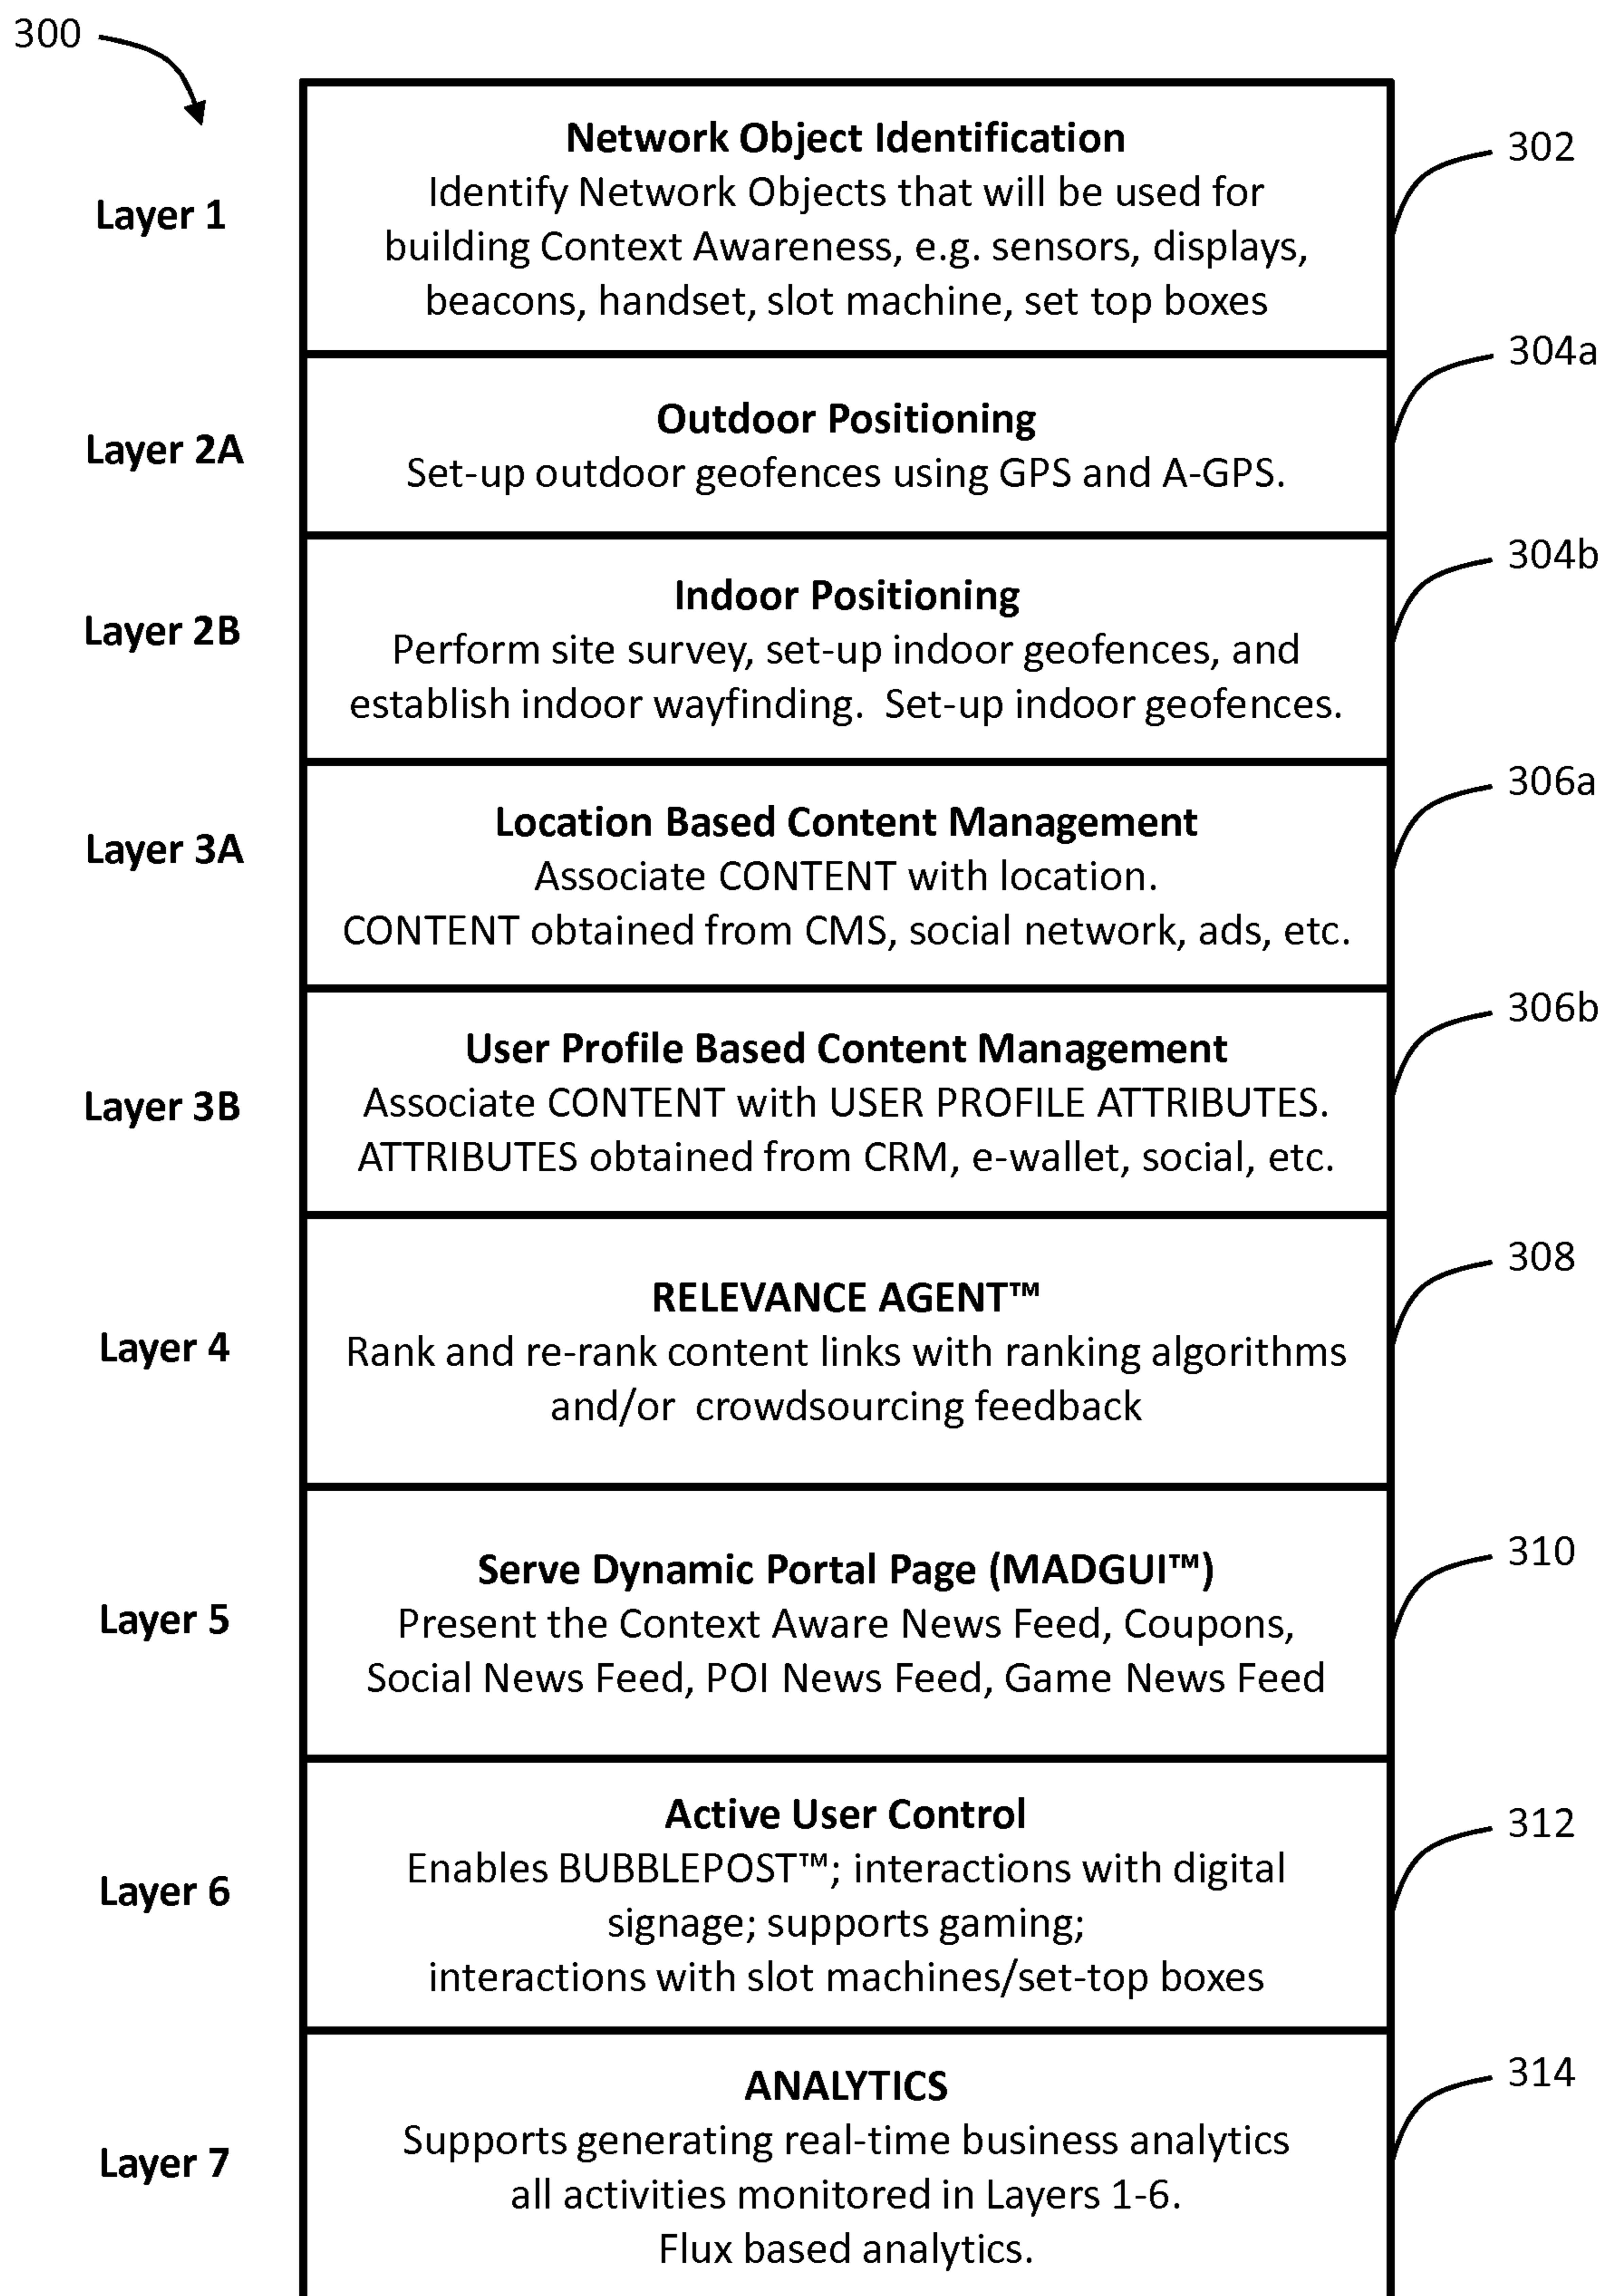 300
Network Object Identification
302
Layer 1
Identify Network Objects that will be used for
building Context Awareness, e.g. sensors, displays,
beacons, handset, slot machine, set top boxes
304a
Layer 2A
Outdoor Positioning
Set-up outdoor geofences using GPS and A-GPS.
304b
Layer 2B
Indoor Positioning
Perform site survey, set-up indoor geofences, and
establish indoor wayfinding.  Set-up indoor geofences.
306a
Layer 3A
Location Based Content Management
Associate CONTENT with location.
CONTENT obtained from CMS, social network, ads, etc.
306b
Layer 3B
User Profile Based Content Management
Associate CONTENT with USER PROFILE ATTRIBUTES.
ATTRIBUTES obtained from CRM, e-wallet, social, etc.
308
Layer 4
RELEVANCE AGENT™
Rank and re-rank content links with ranking algorithms
and/or  crowdsourcing feedback
310
Layer 5
Serve Dynamic Portal Page (MADGUI™)
Present the Context Aware News Feed, Coupons,
Social News Feed, POI News Feed, Game News Feed
312
Layer 6
Active User Control
Enables BUBBLEPOST™; interactions with digital
signage; supports gaming;
interactions with slot machines/set-top boxes
314
Layer 7
ANALYTICS
Supports generating real-time business analytics
all activities monitored in Layers 1-6.
Flux based analytics.